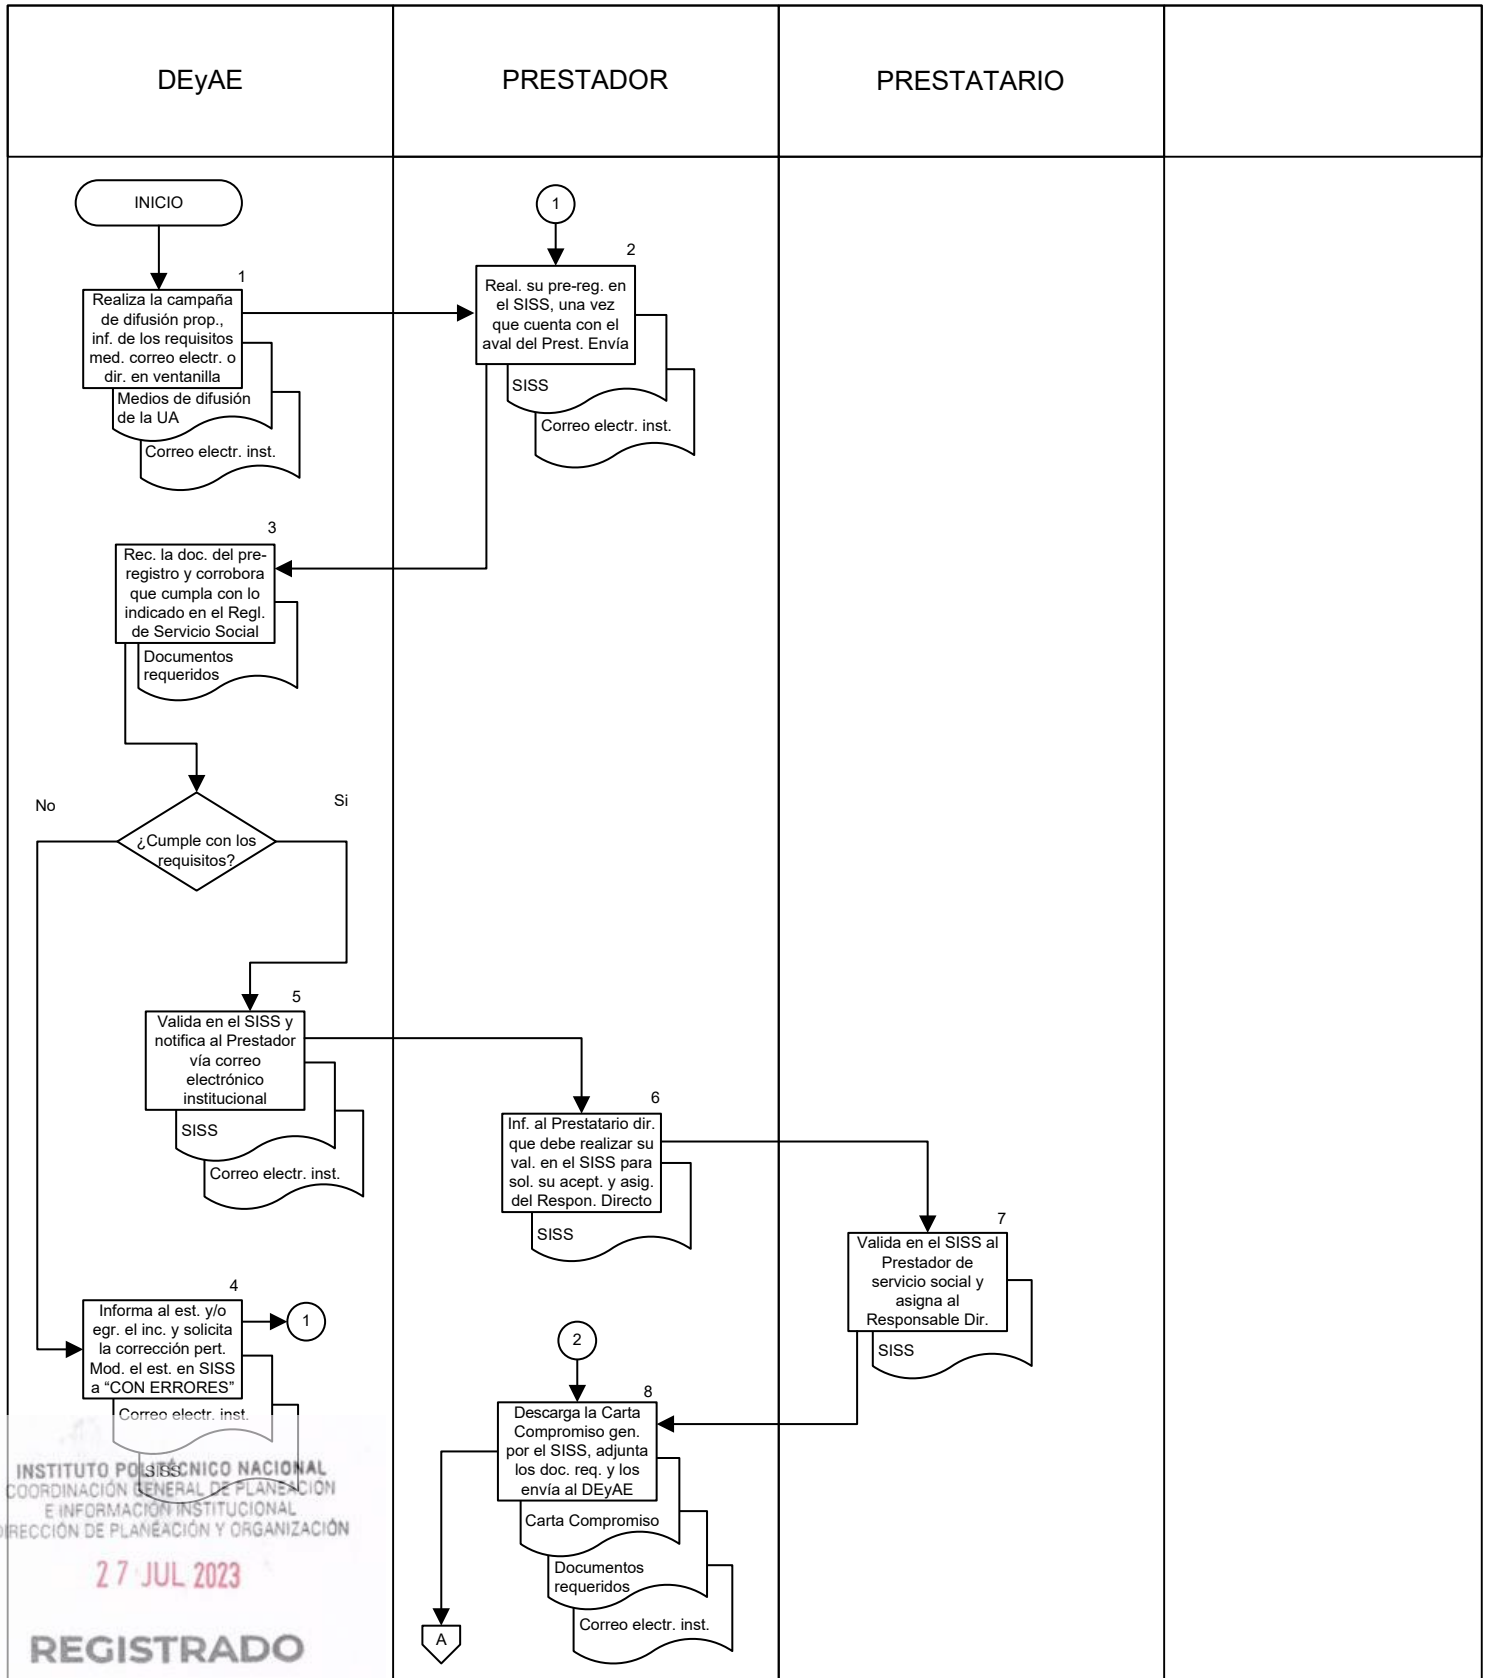 DEyAE
PRESTADOR
PRESTATARIO
INICIO
1
Realiza la campaña
de difusión prop.,
inf. de los requisitos
med. correo electr. o
dir. en ventanilla
Medios de difusión
de la UA
Correo electr. inst.
1
2
Real. su pre-reg. en
el SISS, una vez
que cuenta con el
aval del Prest. Envía
SISS
Correo electr. inst.
3
Rec. la doc. del pre-
registro y corrobora
que cumpla con lo
indicado en el Regl.
de Servicio Social
Documentos
requeridos
No
Si
¿Cumple con los
requisitos?
5
Valida en el SISS y
notifica al Prestador
vía correo
electrónico
institucional
SISS
Correo electr. inst.
6
Inf. al Prestatario dir.
que debe realizar su
val. en el SISS para
sol. su acept. y asig.
del Respon. Directo
SISS
7
Valida en el SISS al
Prestador de
servicio social y
asigna al
Responsable Dir.
SISS
4
Informa al est. y/o
egr. el inc. y solicita
la corrección pert.
Mod. el est. en SISS
a “CON ERRORES”
1
Correo electr. inst.
SISS
2
8
Descarga la Carta
Compromiso gen.
por el SISS, adjunta
los doc. req. y los
envía al DEyAE
Carta Compromiso
Documentos
requeridos
Correo electr. inst.
A
INSTITUTO POLITÉCNICO NACIONAL
COORDINACIÓN GENERAL DE PLANEACIÓN
E INFORMACIÓN INSTITUCIONAL
DIRECCIÓN DE PLANEACIÓN Y ORGANIZACIÓN
27 JUL 2023
REGISTRADO